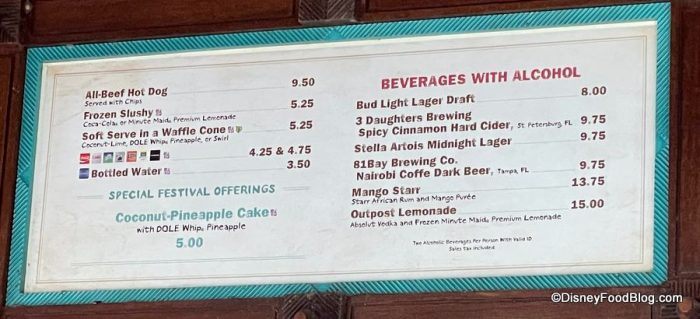 All-Beef Hot Dog 9.50
Served with Chips
Frozen Slushy 5.25
Coca-Cola, or Minute Maid, Premium Lemonade
Soft Serve in a Waffle Cone 5.25
Coconut-Lime, DOLE Whip, Pineapple, or Swirl
4.25 & 4.75
Bottled Water 3.50
SPECIAL FESTIVAL OFFERINGS
Coconut-Pineapple Cake
with DOLE Whip, Pineapple
5.00
BEVERAGES WITH ALCOHOL
Bud Light Lager Draft 8.00
3 Daughters Brewing
Spicy Cinnamon Hard Cider, St Petersburg, FL 9.75
Stella Artois Midnight Lager 9.75
81Bay Brewing Co.
Nairobi Coffe Dark Beer, Tampa, FL 9.75
Mango Starr 13.75
Starr African Rum and Mango Purée
Outpost Lemonade 15.00
Absolut Vodka and Frozen Minute Maid, Premium Lemonade
Two Alcoholic Beverages Per Person With Valid ID
Sales Tax Included
©DisneyFoodBlog.com